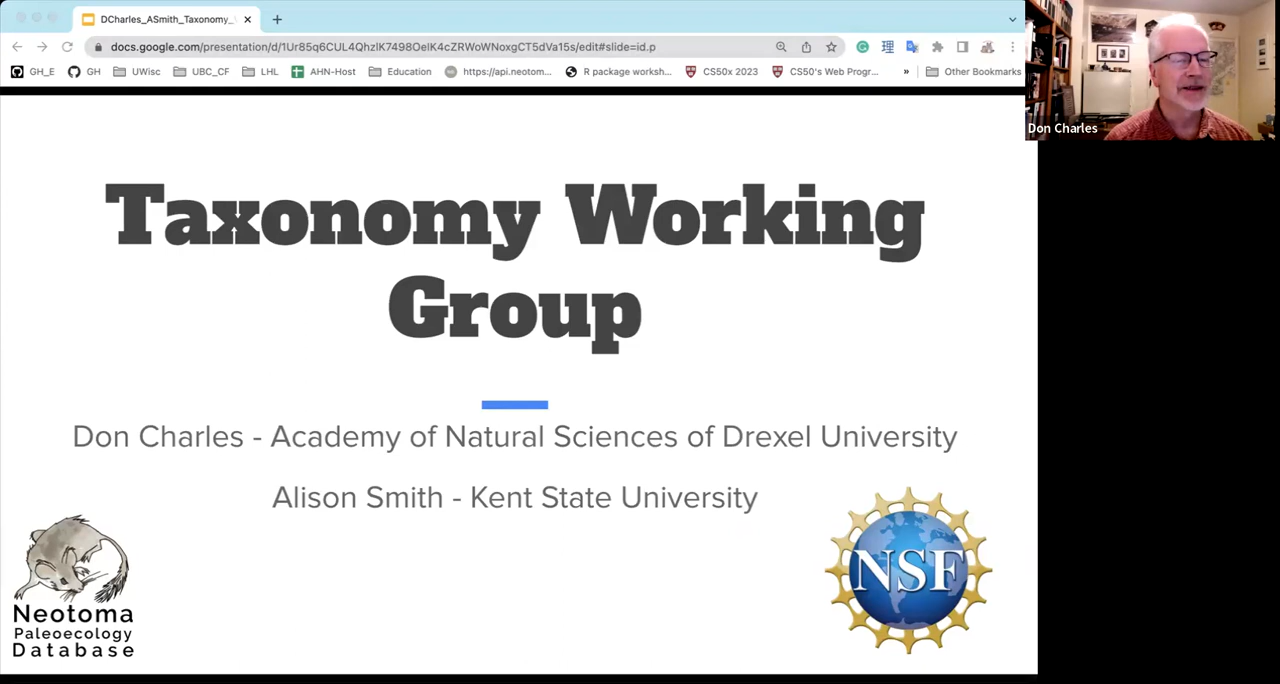 DCharles_ASmith_Taxonomy_
docs.google.com/presentation/d/1Ur85q6CUL4QhzlK7498OelK4cZRWoWNoxgCT5dVa15s/edit#slide=id.p
GH_E GH UWisc UBC_CF LHL AHN-Host Education https://api.neotom... R package worksh... CS50x 2023 CS50's Web Progr... » Other Bookmarks
Don Charles
Taxonomy Working
Group
Don Charles - Academy of Natural Sciences of Drexel University
Alison Smith - Kent State University
Neotoma
Paleoecology
Database
NSF